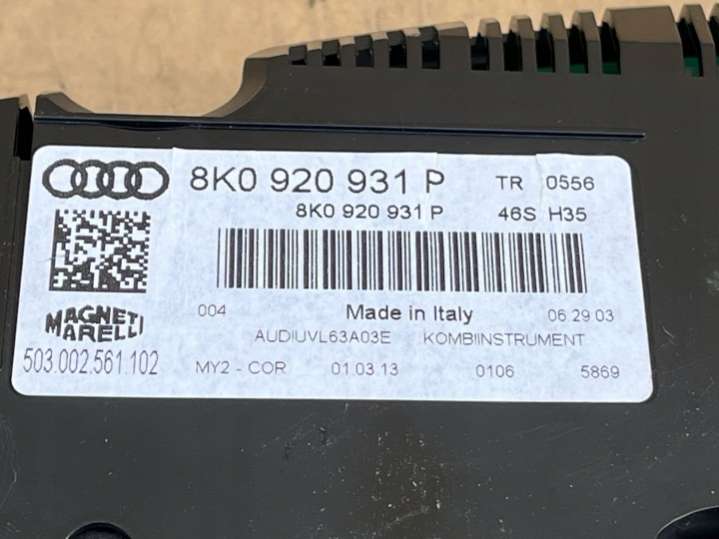 8K0 920 931 P TR 0556
8K0 920 931 P 46S H35
004 Made in Italy 06 29 03
MAGNETI
MARELLI
AUDIUVL63A03E KOMBIINSTRUMENT
503.002.561.102 MY2 - COR 01.03.13 0106 5869